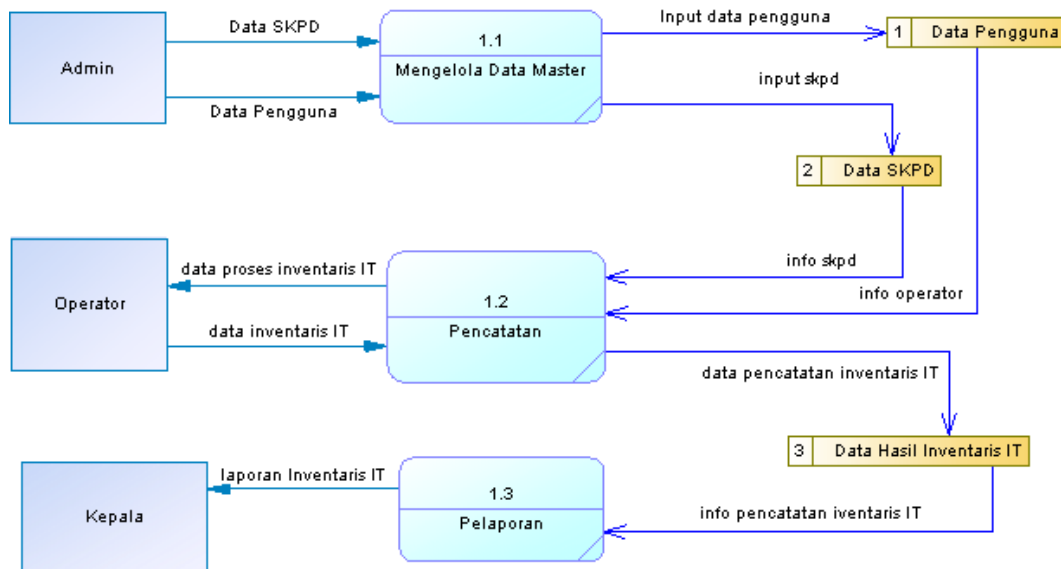 Data SKPD
Input data pengguna
1.1
1 Data Pengguna
Admin
Mengelola Data Master
input skpd
Data Pengguna
2 Data SKPD
data proses inventaris IT
info skpd
info operator
1.2
Operator
data inventaris IT
Pencatatan
data pencatatan inventaris IT
3 Data Hasil Inventaris IT
laporan Inventaris IT
1.3
Kepala
Pelaporan
info pencatatan iventaris IT